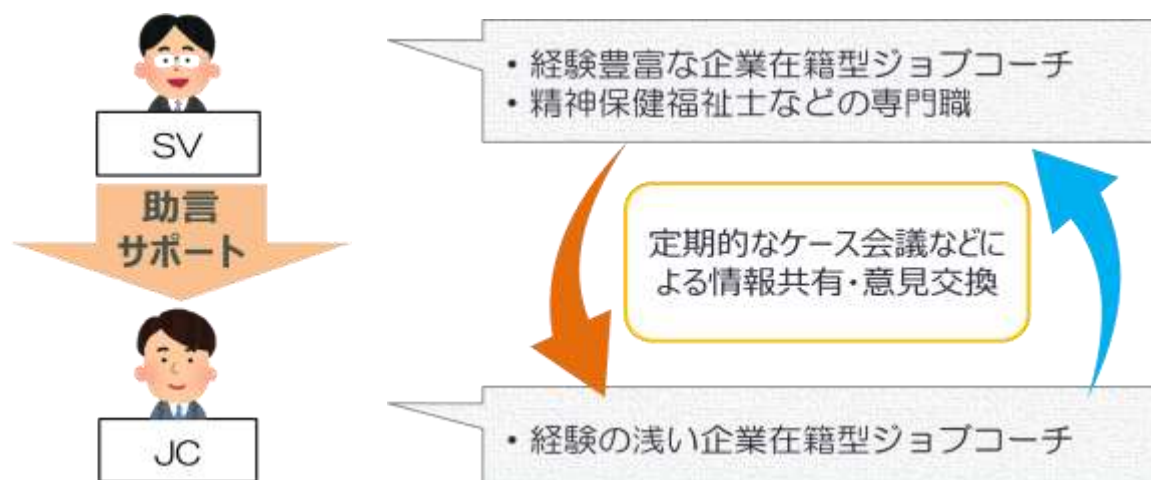 ・経験豊富な企業在籍型ジョブコーチ
・精神保健福祉士などの専門職
SV
助言
サポート
定期的なケース会議などに
よる情報共有・意見交換
JC
・経験の浅い企業在籍型ジョブコーチ